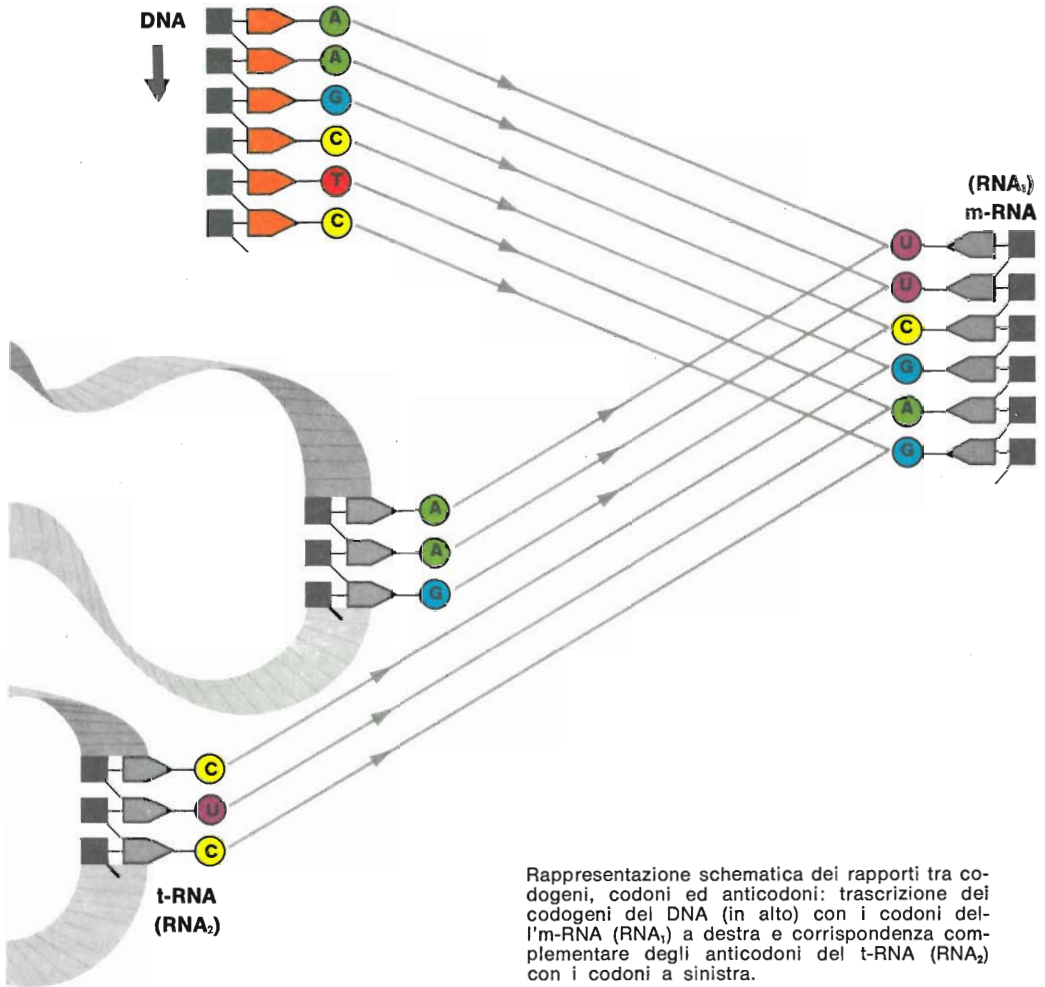 DNA
A
A
G
C
T
C
(RNA₁)
m-RNA
U
U
C
G
A
G
A
A
G
C
U
C
t-RNA
(RNA₂)
Rappresentazione schematica dei rapporti tra co-
dogeni, codoni ed anticodoni: trascrizione dei
codogeni del DNA (in alto) con i codoni del-
l'm-RNA (RNA₁) a destra e corrispondenza com-
plementare degli anticodoni del t-RNA (RNA₂)
con i codoni a sinistra.